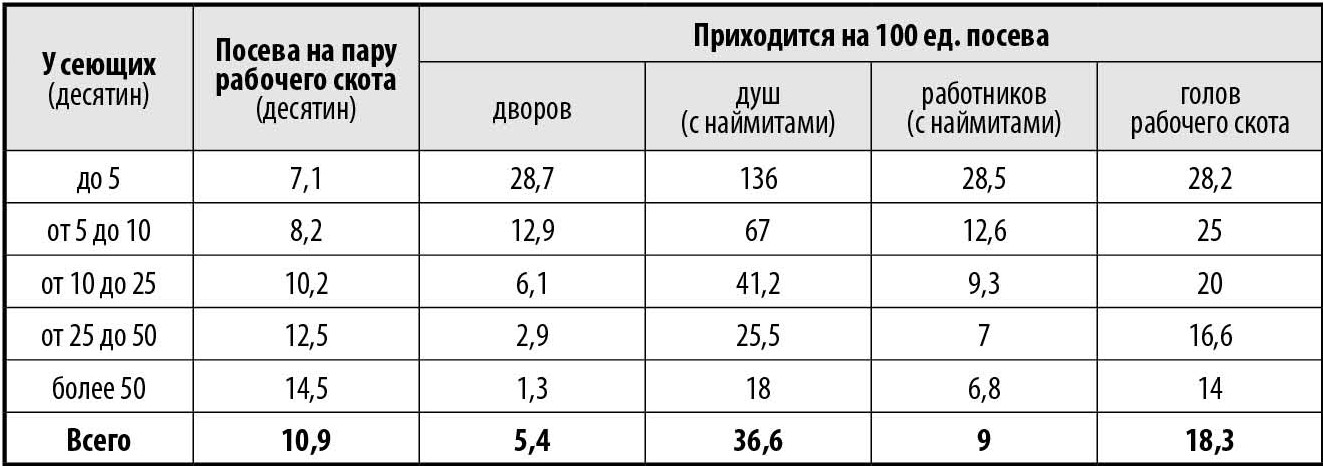 У сеющих
(десятин)
Посева на пару
рабочего скота
(десятин)
Приходится на 100 ед. посева
дворов
душ
(с наймитами)
работников
(с наймитами)
голов
рабочего скота
до 5 7,1 28,7 136 28,5 28,2
от 5 до 10 8,2 12,9 67 12,6 25
от 10 до 25 10,2 6,1 41,2 9,3 20
от 25 до 50 12,5 2,9 25,5 7 16,6
более 50 14,5 1,3 18 6,8 14
Всего 10,9 5,4 36,6 9 18,3